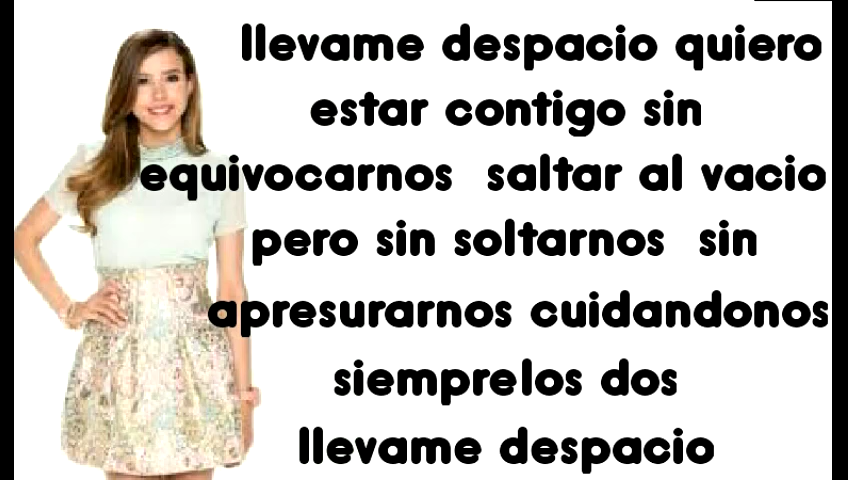 llevame despacio quiero
estar contigo sin
equivocarnos saltar al vacio
pero sin soltarnos sin
apresurarnos cuidandonos
siemprelos dos
llevame despacio